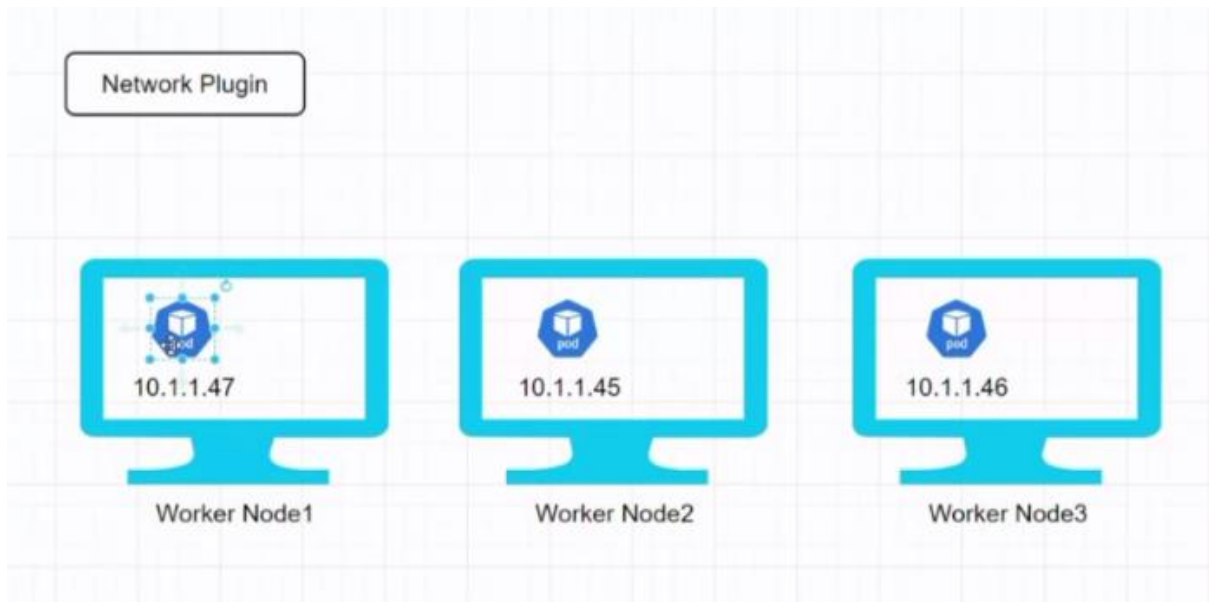 Network Plugin
pod
pod
10.1.1.47
10.1.1.45
10.1.1.46
Worker Node1
Worker Node2
Worker Node3